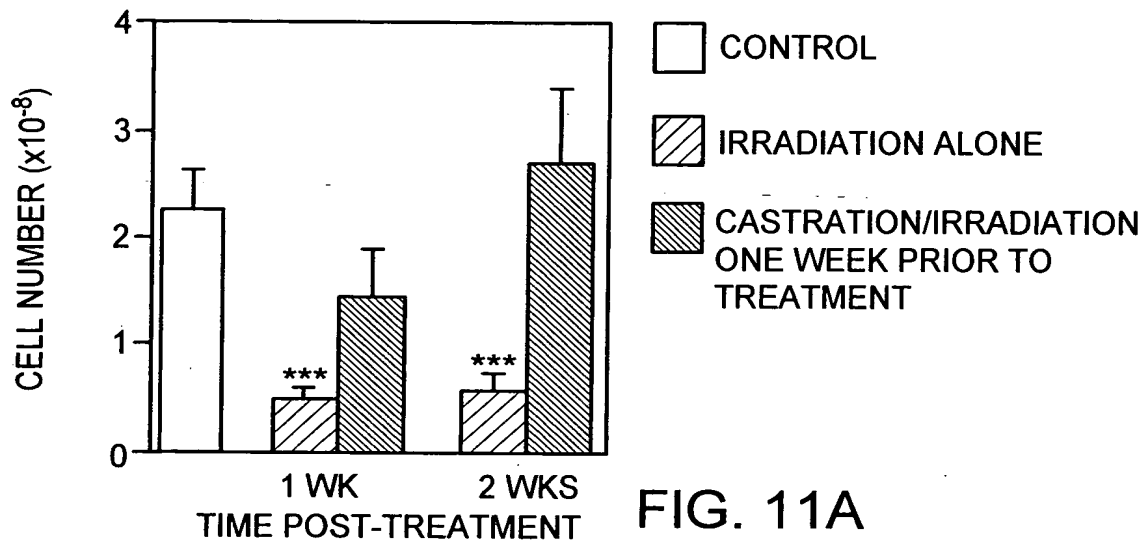 4
3
2
1
0
CELL NUMBER (x10-8)
***
***
1 WK
2 WKS
TIME POST-TREATMENT
CONTROL
IRRADIATION ALONE
CASTRATION/IRRADIATION
ONE WEEK PRIOR TO
TREATMENT
FIG. 11A